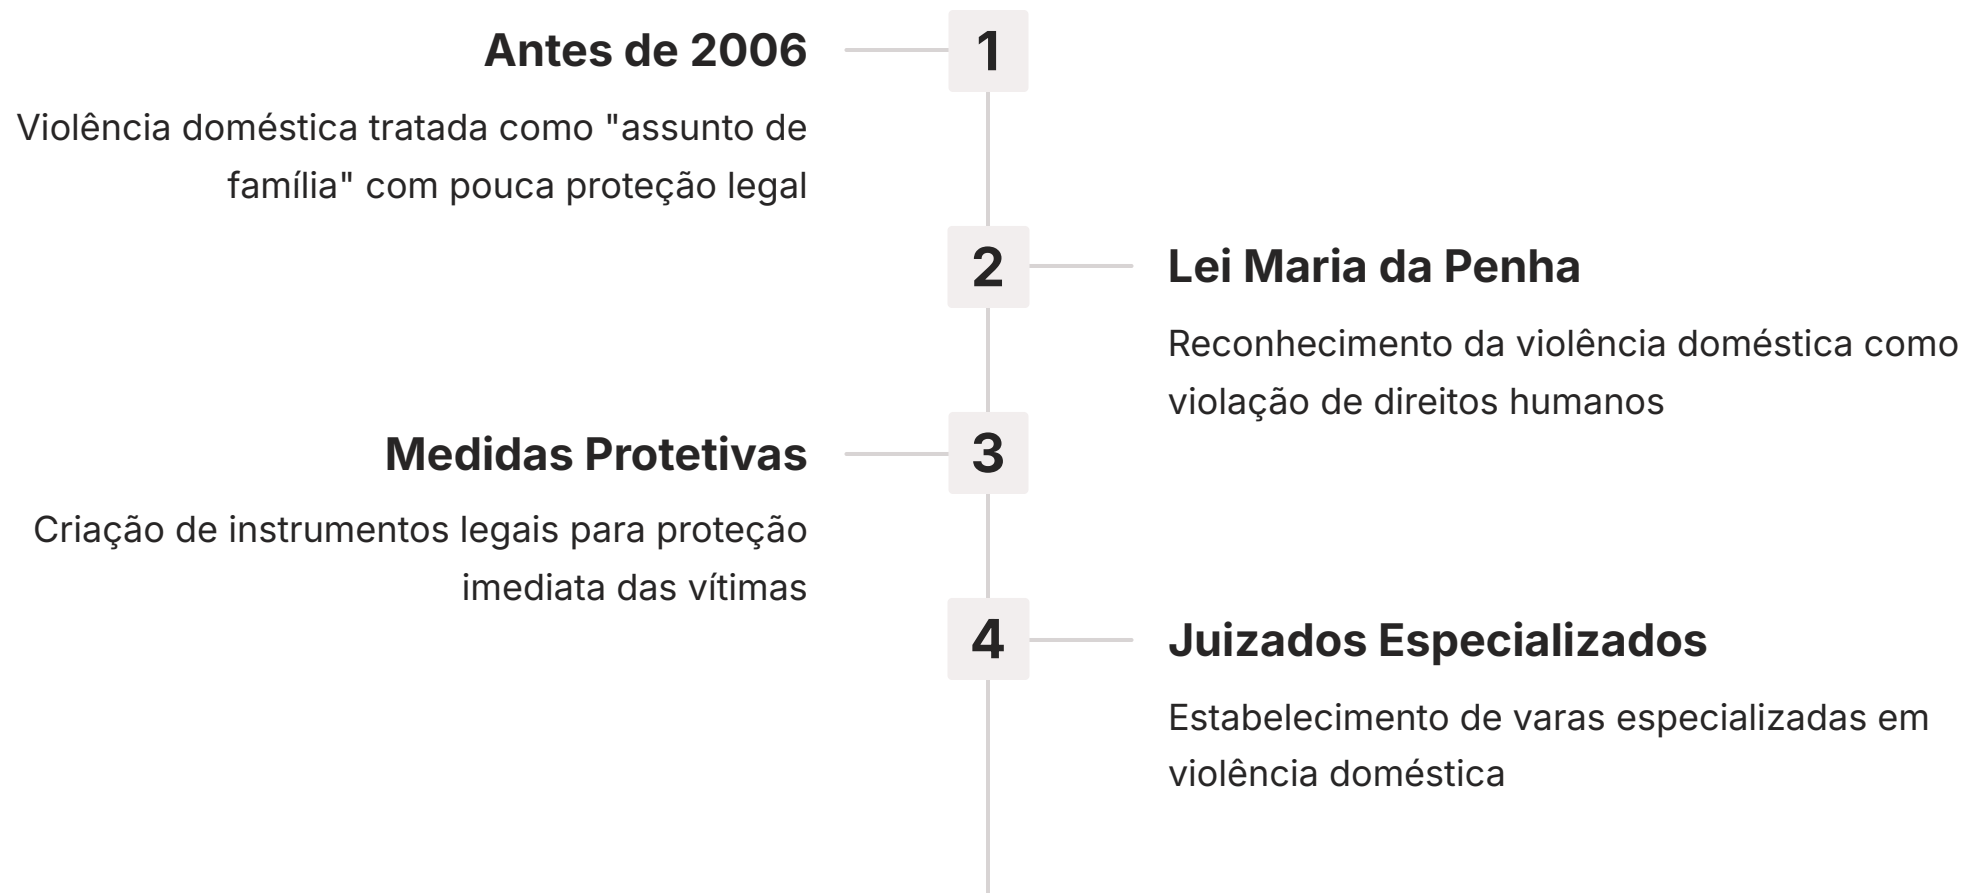 Antes de 2006
1
Violência doméstica tratada como "assunto de
família" com pouca proteção legal
2
Lei Maria da Penha
Reconhecimento da violência doméstica como
violação de direitos humanos
Medidas Protetivas
3
Criação de instrumentos legais para proteção
imediata das vítimas
4
Juizados Especializados
Estabelecimento de varas especializadas em
violência doméstica